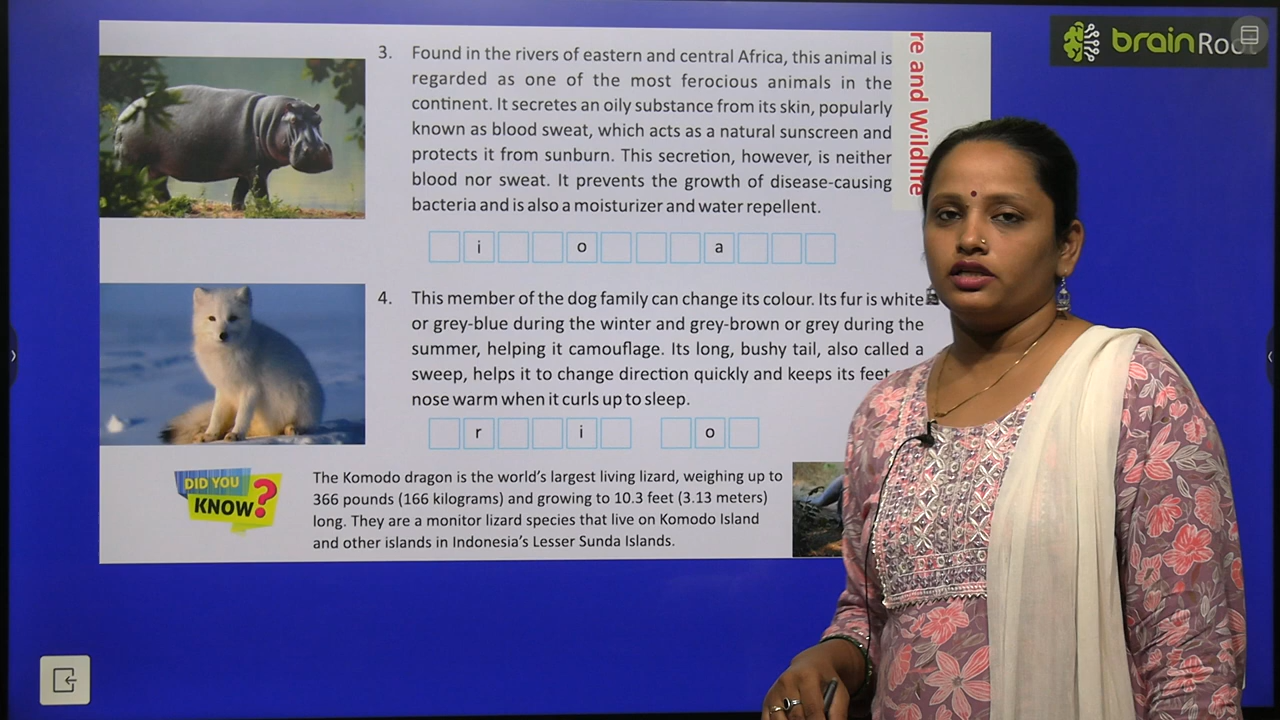 brainRo
re and Wildlife
3. Found in the rivers of eastern and central Africa, this animal is
regarded as one of the most ferocious animals in the
continent. It secretes an oily substance from its skin, popularly
known as blood sweat, which acts as a natural sunscreen and
protects it from sunburn. This secretion, however, is neither
blood nor sweat. It prevents the growth of disease-causing
bacteria and is also a moisturizer and water repellent.
i o a
4. This member of the dog family can change its colour. Its fur is white
or grey-blue during the winter and grey-brown or grey during the
summer, helping it camouflage. Its long, bushy tail, also called a
sweep, helps it to change direction quickly and keeps its feet
nose warm when it curls up to sleep.
r i o
DID YOU
KNOW?
The Komodo dragon is the world's largest living lizard, weighing up to
366 pounds (166 kilograms) and growing to 10.3 feet (3.13 meters)
long. They are a monitor lizard species that live on Komodo Island
and other islands in Indonesia's Lesser Sunda Islands.